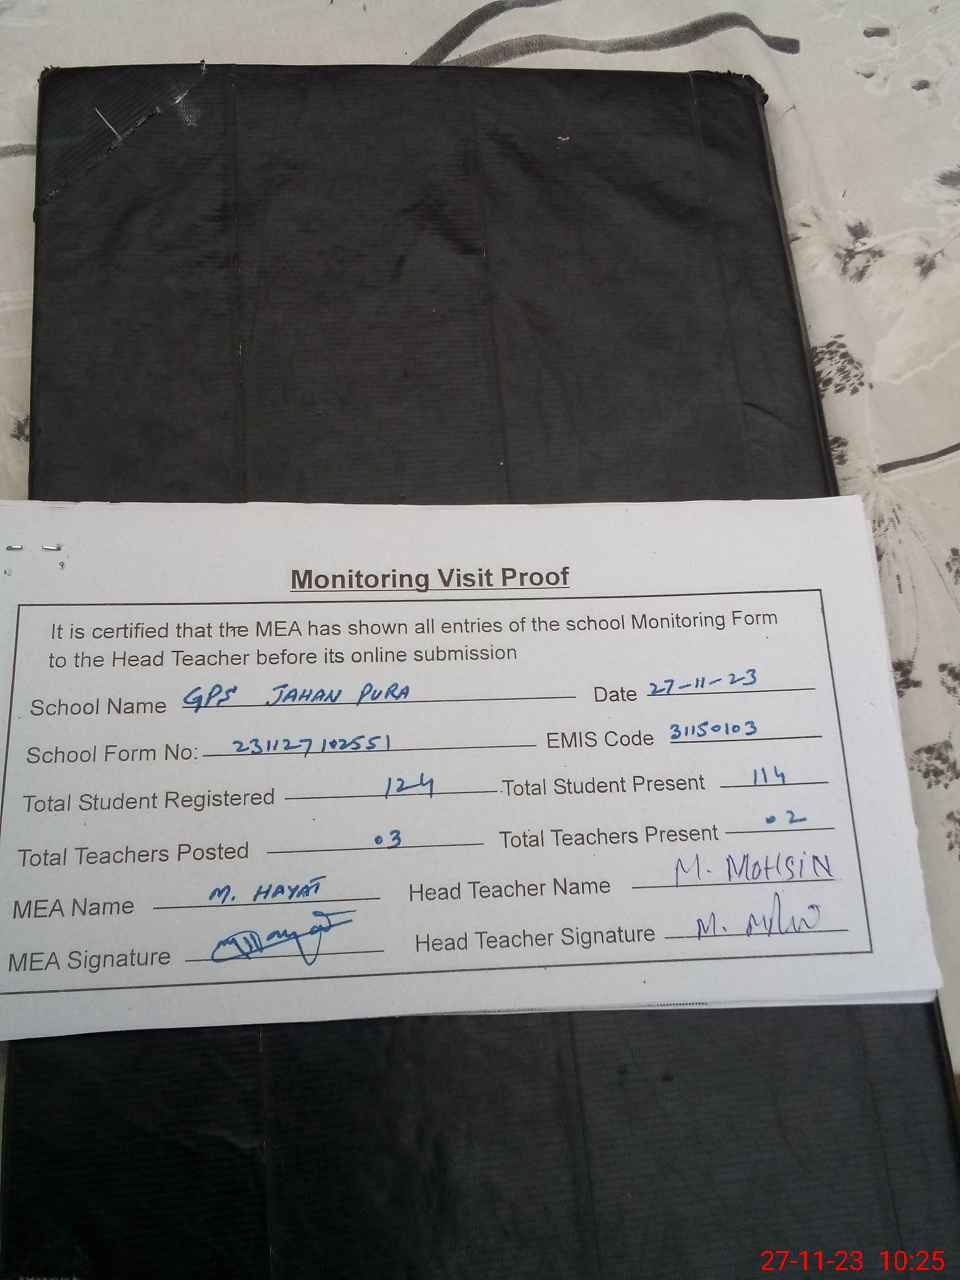 Monitoring Visit Proof
It is certified that the MEA has shown all entries of the school Monitoring Form
to the Head Teacher before its online submission
School Name GPS JAHAN PURA Date 27-11-23
School Form No: 231127102551 EMIS Code 31150103
Total Student Registered 124 Total Student Present 114
Total Teachers Posted 03 Total Teachers Present 02
MEA Name M. HAYAT Head Teacher Name M. MOHSIN
MEA Signature Head Teacher Signature M.
27-11-23 10:25